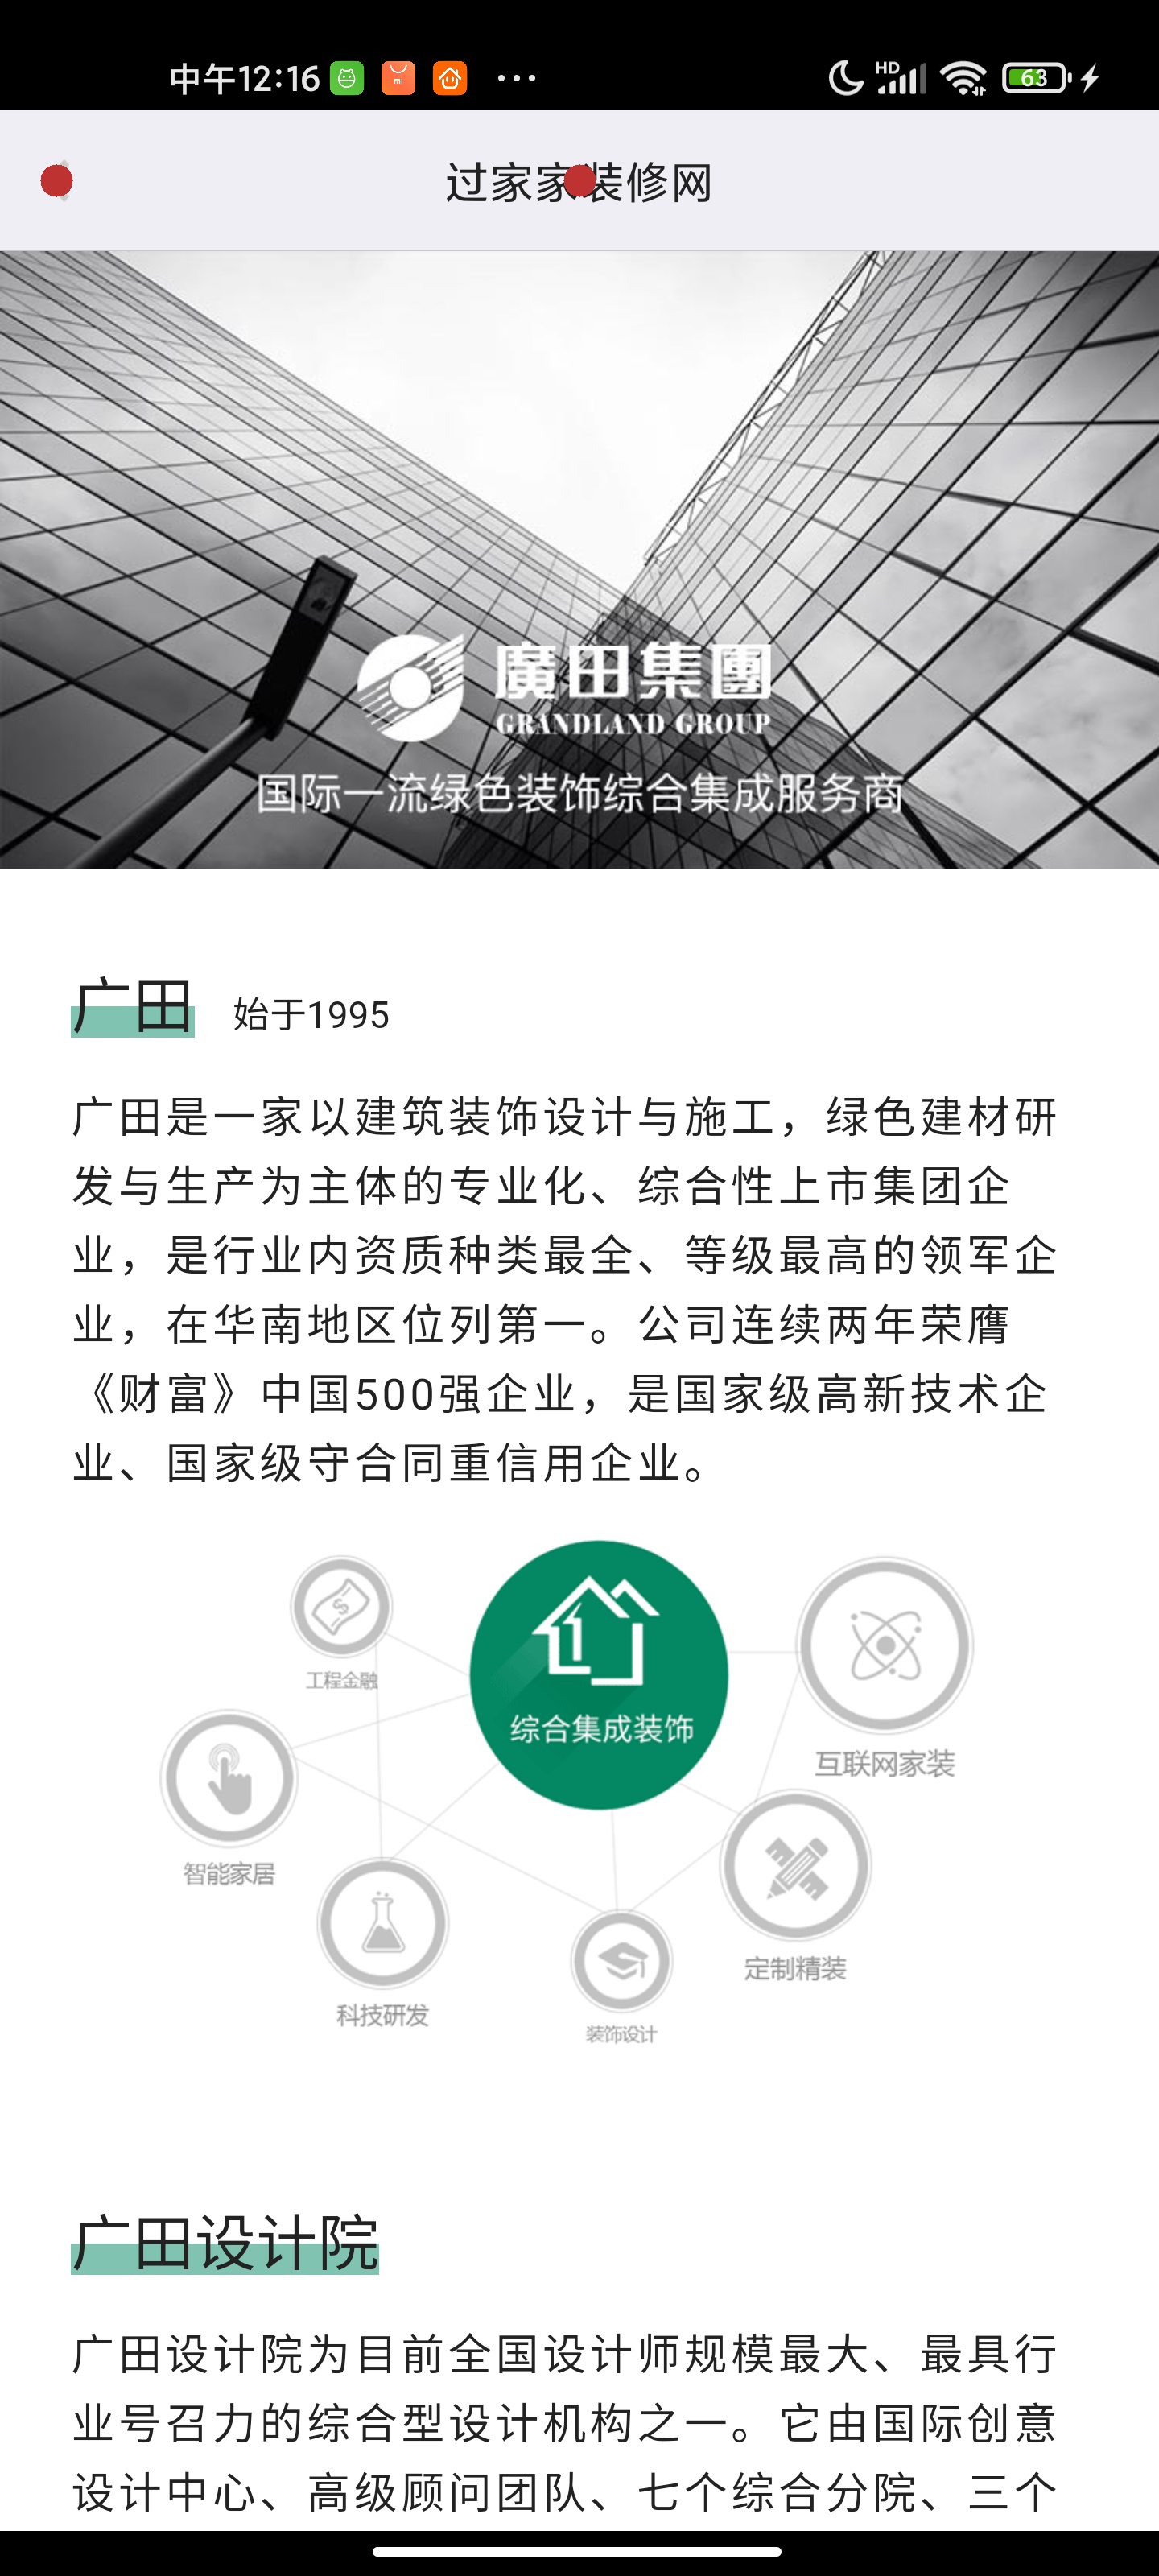 中午12:16
HD
63
过家家装修网
廣田集團
GRANDLAND GROUP
国际一流绿色装饰综合集成服务商
广田 始于1995
广田是一家以建筑装饰设计与施工，绿色建材研
发与生产为主体的专业化、综合性上市集团企
业，是行业内资质种类最全、等级最高的领军企
业，在华南地区位列第一。公司连续两年荣膺
《财富》中国500强企业，是国家级高新技术企
业、国家级守合同重信用企业。
工程金融
综合集成装饰
互联网家装
智能家居
定制精装
科技研发
装饰设计
广田设计院
广田设计院为目前全国设计师规模最大、最具行
业号召力的综合型设计机构之一。它由国际创意
设计中心、高级顾问团队、七个综合分院、三个